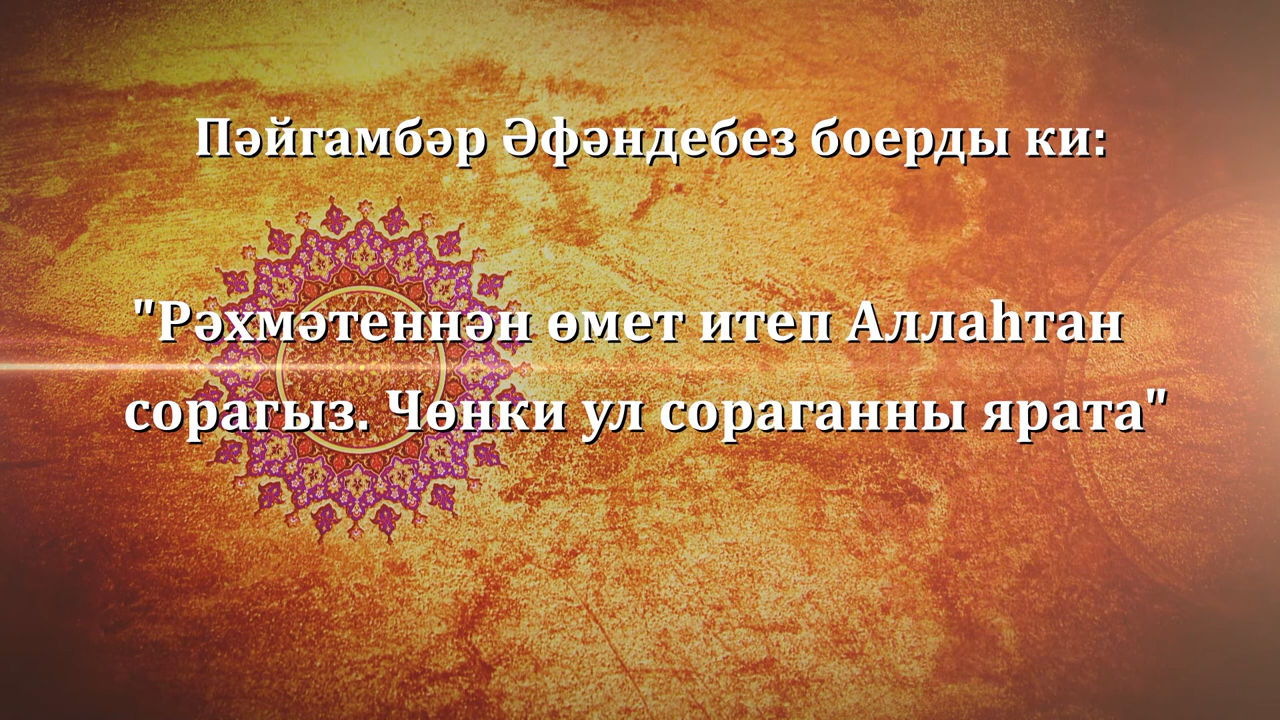 Пәйгамбәр Әфәндебез боерды ки:
"Рәхмәтеннән өмет итеп Аллаһтан
сорагыз. Чөнки ул сораганны ярата"